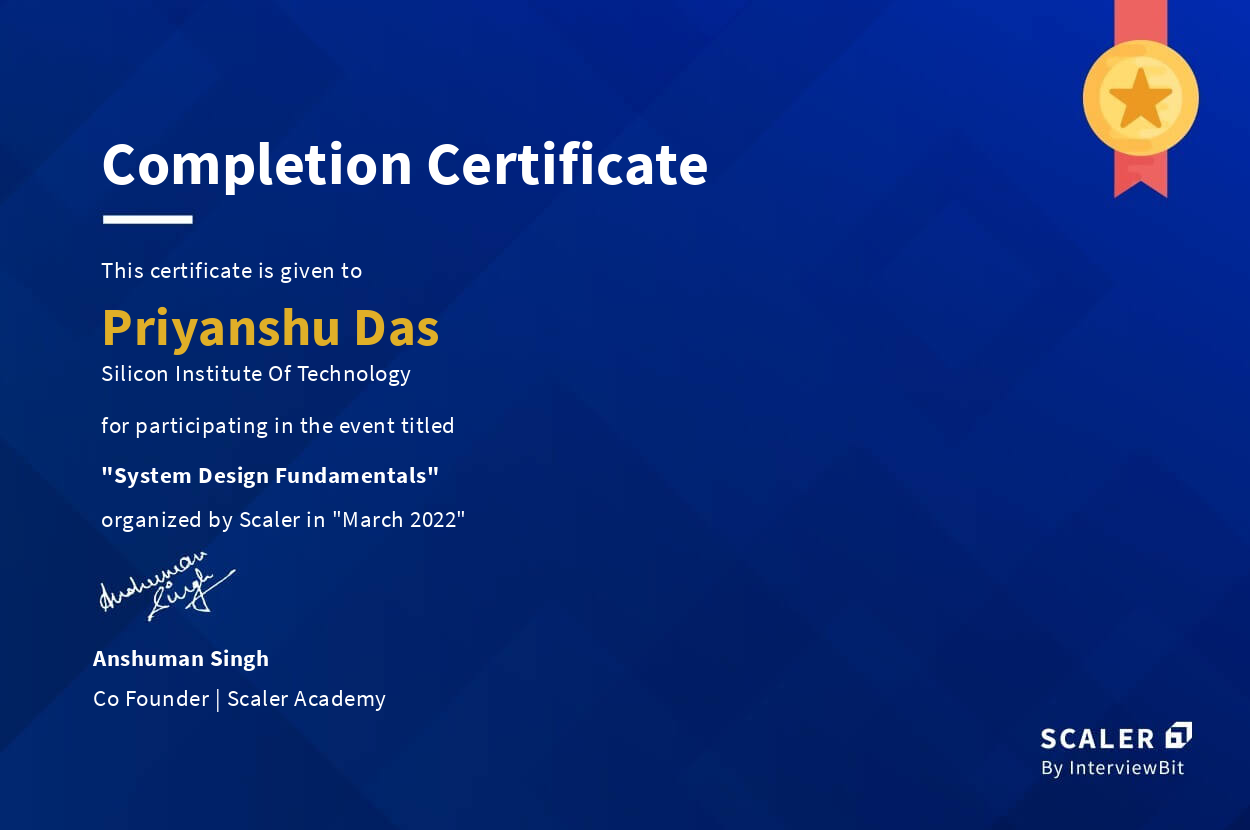 Completion Certificate
This certificate is given to
Priyanshu Das
Silicon Institute Of Technology
for participating in the event titled
"System Design Fundamentals"
organized by Scaler in "March 2022"
Anshuman
Singh
Anshuman Singh
Co Founder | Scaler Academy
SCALER
By InterviewBit